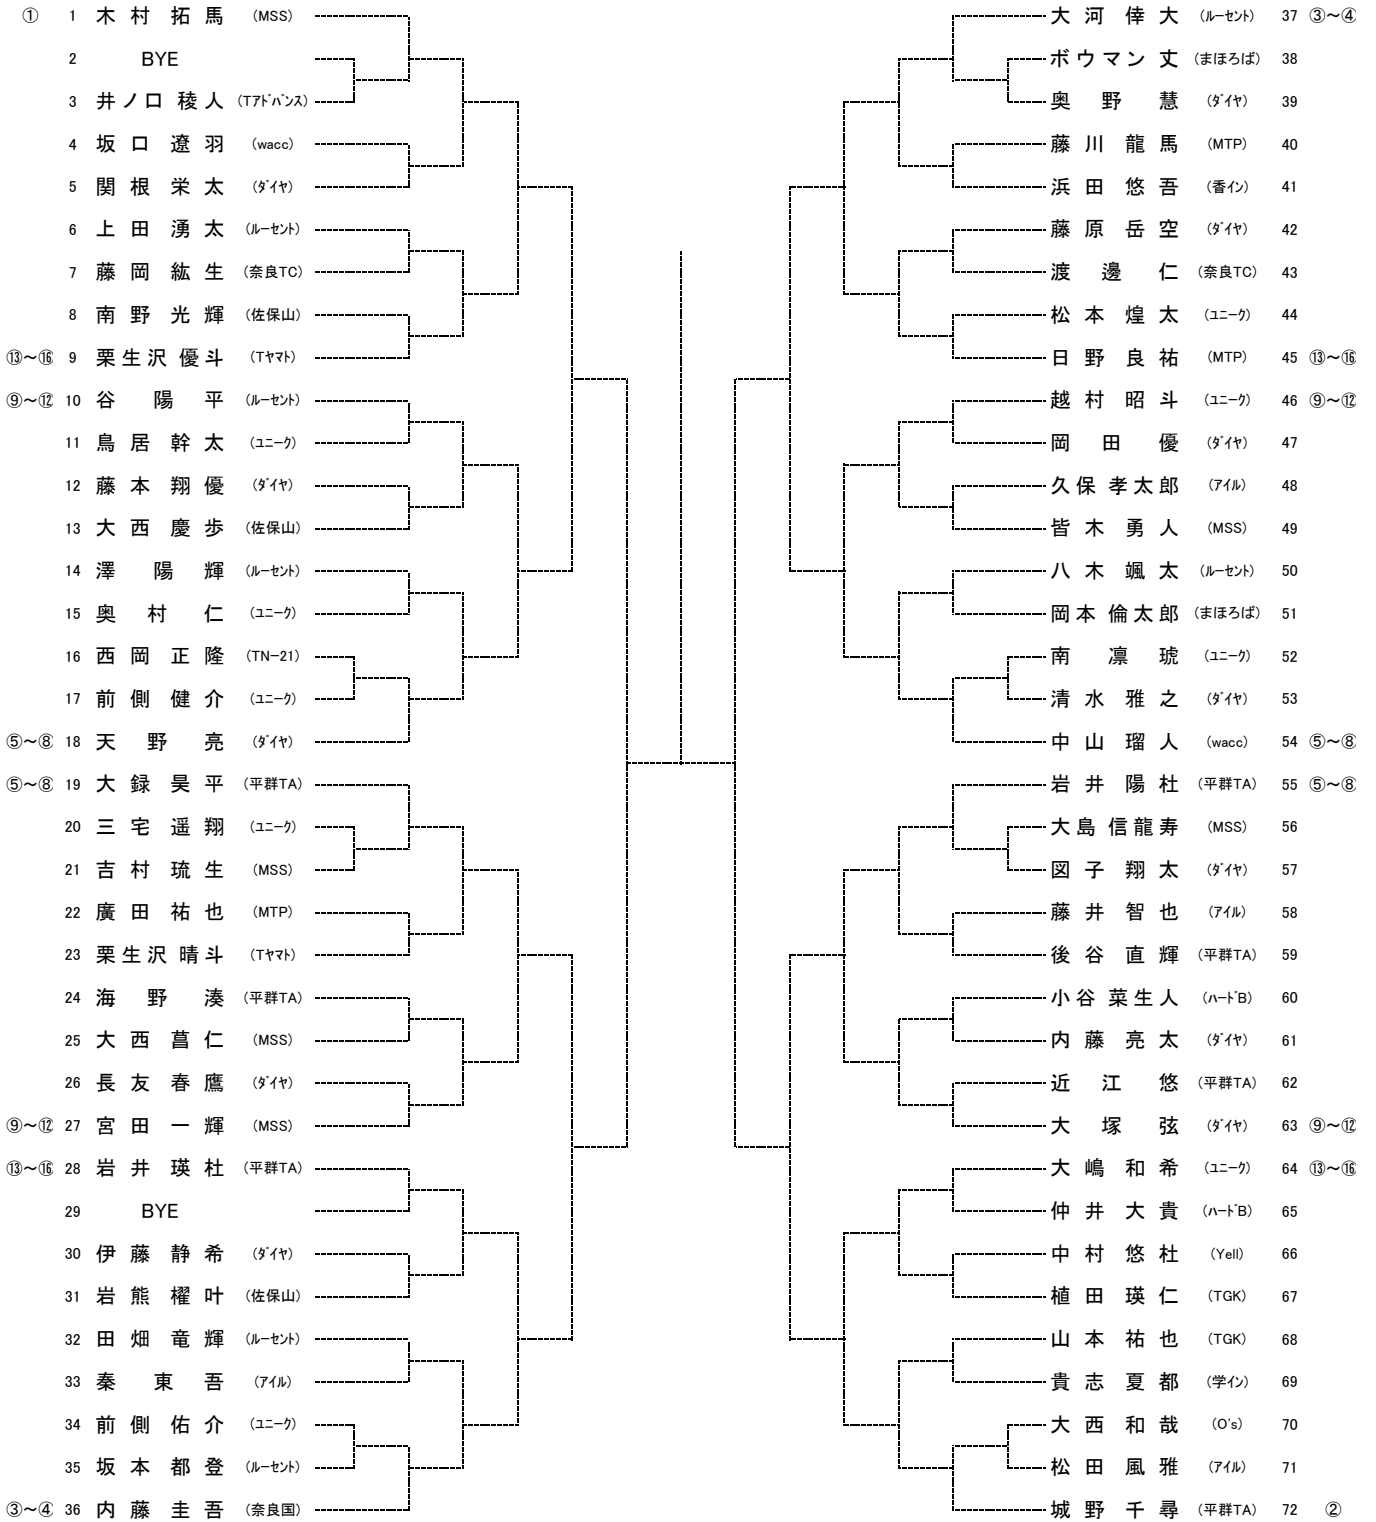 ① 1 木村 拓馬 (MSS)
2 BYE
3 井ノ口 稜人 (Tアドバンス)
4 坂口 遼羽 (wacc)
5 関根 栄太 (ダイヤ)
6 上田 湧太 (ルーセント)
7 藤岡 紘生 (奈良TC)
8 南野 光輝 (佐保山)
⑬～⑯ 9 栗生沢 優斗 (Tヤマト)
⑨～⑫ 10 谷 陽平 (ルーセント)
11 鳥居 幹太 (ユニーク)
12 藤本 翔優 (ダイヤ)
13 大西 慶歩 (佐保山)
14 澤 陽輝 (ルーセント)
15 奥村 仁 (ユニーク)
16 西岡 正隆 (TN−21)
17 前側 健介 (ユニーク)
⑤～⑧ 18 天野 亮 (ダイヤ)
⑤～⑧ 19 大録 昊平 (平群TA)
20 三宅 遥翔 (ユニーク)
21 吉村 琉生 (MSS)
22 廣田 祐也 (MTP)
23 栗生沢 晴斗 (Tヤマト)
24 海野 湊 (平群TA)
25 大西 菖仁 (MSS)
26 長友 春鷹 (ダイヤ)
⑨～⑫ 27 宮田 一輝 (MSS)
⑬～⑯ 28 岩井 瑛杜 (平群TA)
29 BYE
30 伊藤 静希 (ダイヤ)
31 岩熊 櫂叶 (佐保山)
32 田畑 竜輝 (ルーセント)
33 秦 東吾 (アイル)
34 前側 佑介 (ユニーク)
35 坂本 都登 (ルーセント)
③～④ 36 内藤 圭吾 (奈良国)
大河 倖大 (ルーセント) 37 ③～④
ボウマン 丈 (まほろば) 38
奥野 慧 (ダイヤ) 39
藤川 龍馬 (MTP) 40
浜田 悠吾 (香イン) 41
藤原 岳空 (ダイヤ) 42
渡邊 仁 (奈良TC) 43
松本 煌太 (ユニーク) 44
日野 良祐 (MTP) 45 ⑬～⑯
越村 昭斗 (ユニーク) 46 ⑨～⑫
岡田 優 (ダイヤ) 47
久保 孝太郎 (アイル) 48
皆木 勇人 (MSS) 49
八木 颯太 (ルーセント) 50
岡本 倫太郎 (まほろば) 51
南 凛琥 (ユニーク) 52
清水 雅之 (ダイヤ) 53
中山 瑠人 (wacc) 54 ⑤～⑧
岩井 陽杜 (平群TA) 55 ⑤～⑧
大島 信龍寿 (MSS) 56
図子 翔太 (ダイヤ) 57
藤井 智也 (アイル) 58
後谷 直輝 (平群TA) 59
小谷 菜生人 (ハードB) 60
内藤 亮太 (ダイヤ) 61
近江 悠 (平群TA) 62
大塚 弦 (ダイヤ) 63 ⑨～⑫
大嶋 和希 (ユニーク) 64 ⑬～⑯
仲井 大貴 (ハードB) 65
中村 悠杜 (Yell) 66
植田 瑛仁 (TGK) 67
山本 祐也 (TGK) 68
貴志 夏都 (学イン) 69
大西 和哉 (O's) 70
松田 風雅 (アイル) 71
城野 千尋 (平群TA) 72 ②